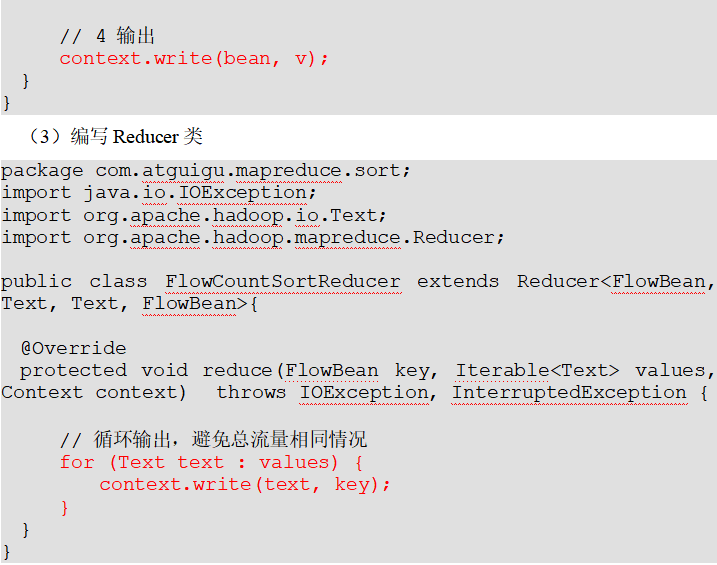 // 4 输出
context.write(bean, v);
}
}
（3）编写 Reducer 类
package com.atguigu.mapreduce.sort;
import java.io.IOException;
import org.apache.hadoop.io.Text;
import org.apache.hadoop.mapreduce.Reducer;
public class FlowCountSortReducer extends Reducer<FlowBean,
Text, Text, FlowBean>{
@Override
protected void reduce(FlowBean key, Iterable<Text> values,
Context context) throws IOException, InterruptedException {
// 循环输出，避免总流量相同情况
for (Text text : values) {
context.write(text, key);
}
}
}